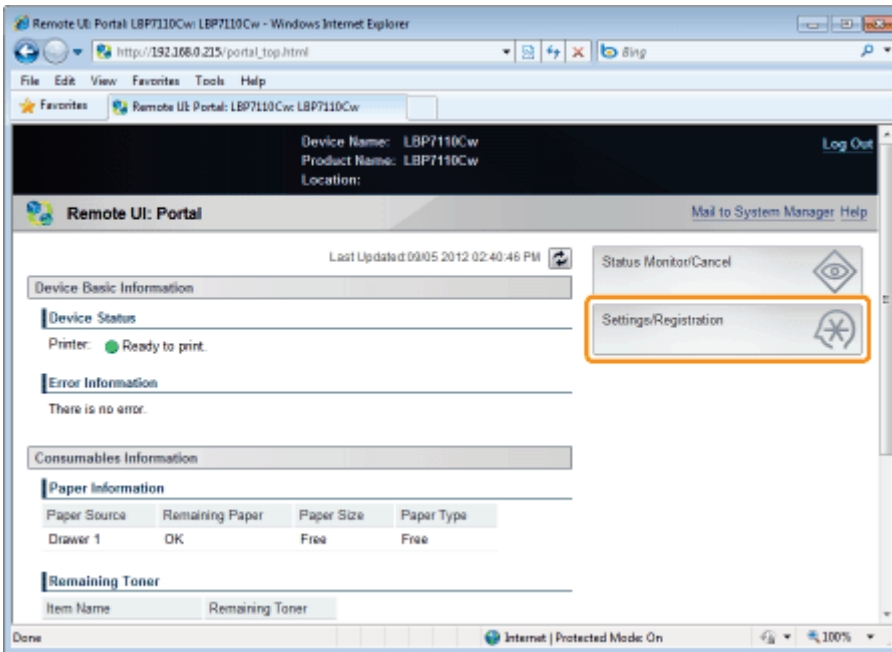 Remote UI: Portal: LBP7110Cw: LBP7110Cw - Windows Internet Explorer
http://192.168.0.215/portal_top.html
Bing
File Edit View Favorites Tools Help
Favorites Remote UI: Portal: LBP7110Cw: LBP7110Cw
Device Name: LBP7110Cw
Log Out
Product Name: LBP7110Cw
Location:
Remote UI: Portal
Mail to System Manager Help
Last Updated:09/05 2012 02:40:46 PM
Status Monitor/Cancel
Device Basic Information
Device Status
Settings/Registration
Printer: Ready to print.
Error Information
There is no error.
Consumables Information
Paper Information
Paper Source Remaining Paper Paper Size Paper Type
Drawer 1 OK Free Free
Remaining Toner
Item Name Remaining Toner
Done Internet | Protected Mode: On 100%